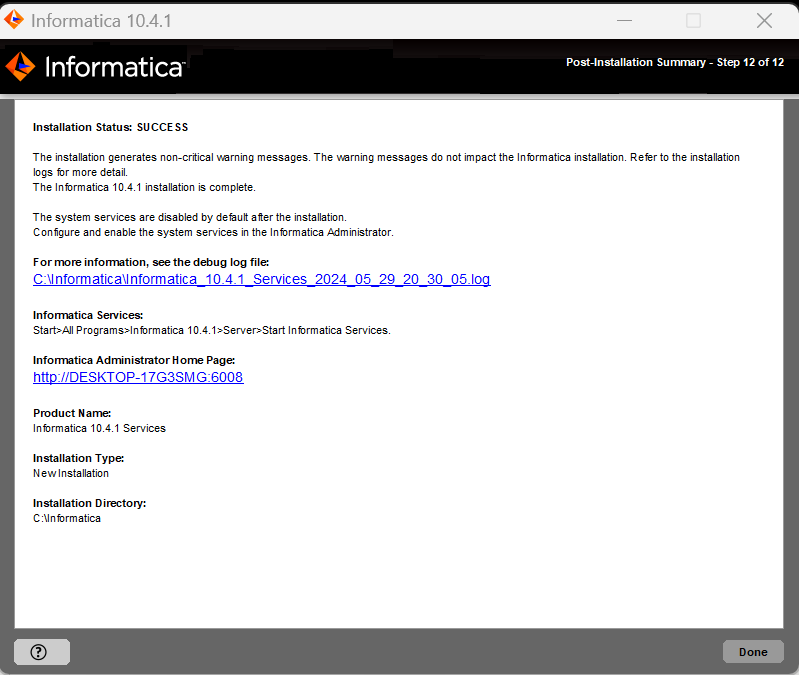 Informatica 10.4.1
Informatica
Post-Installation Summary - Step 12 of 12
Installation Status: SUCCESS
The installation generates non-critical warning messages. The warning messages do not impact the Informatica installation. Refer to the installation
logs for more detail.
The Informatica 10.4.1 installation is complete.
The system services are disabled by default after the installation.
Configure and enable the system services in the Informatica Administrator.
For more information, see the debug log file:
C:\Informatica\Informatica_10.4.1_Services_2024_05_29_20_30_05.log
Informatica Services:
Start>All Programs>Informatica 10.4.1>Server>Start Informatica Services.
Informatica Administrator Home Page:
http://DESKTOP-17G3SMG:6008
Product Name:
Informatica 10.4.1 Services
Installation Type:
New Installation
Installation Directory:
C:\Informatica
?
Done